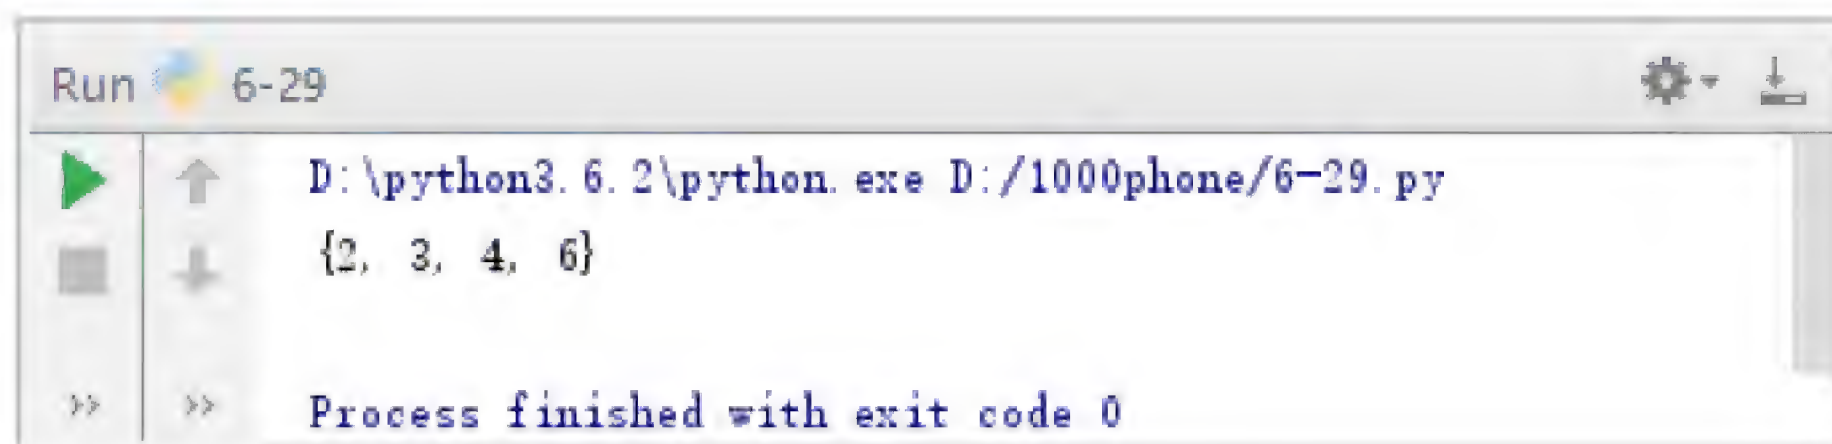 Run 6-29
D:\python3.6.2\python.exe D:/1000phone/6-29.py
{2, 3, 4, 6}
>> >> Process finished with exit code 0